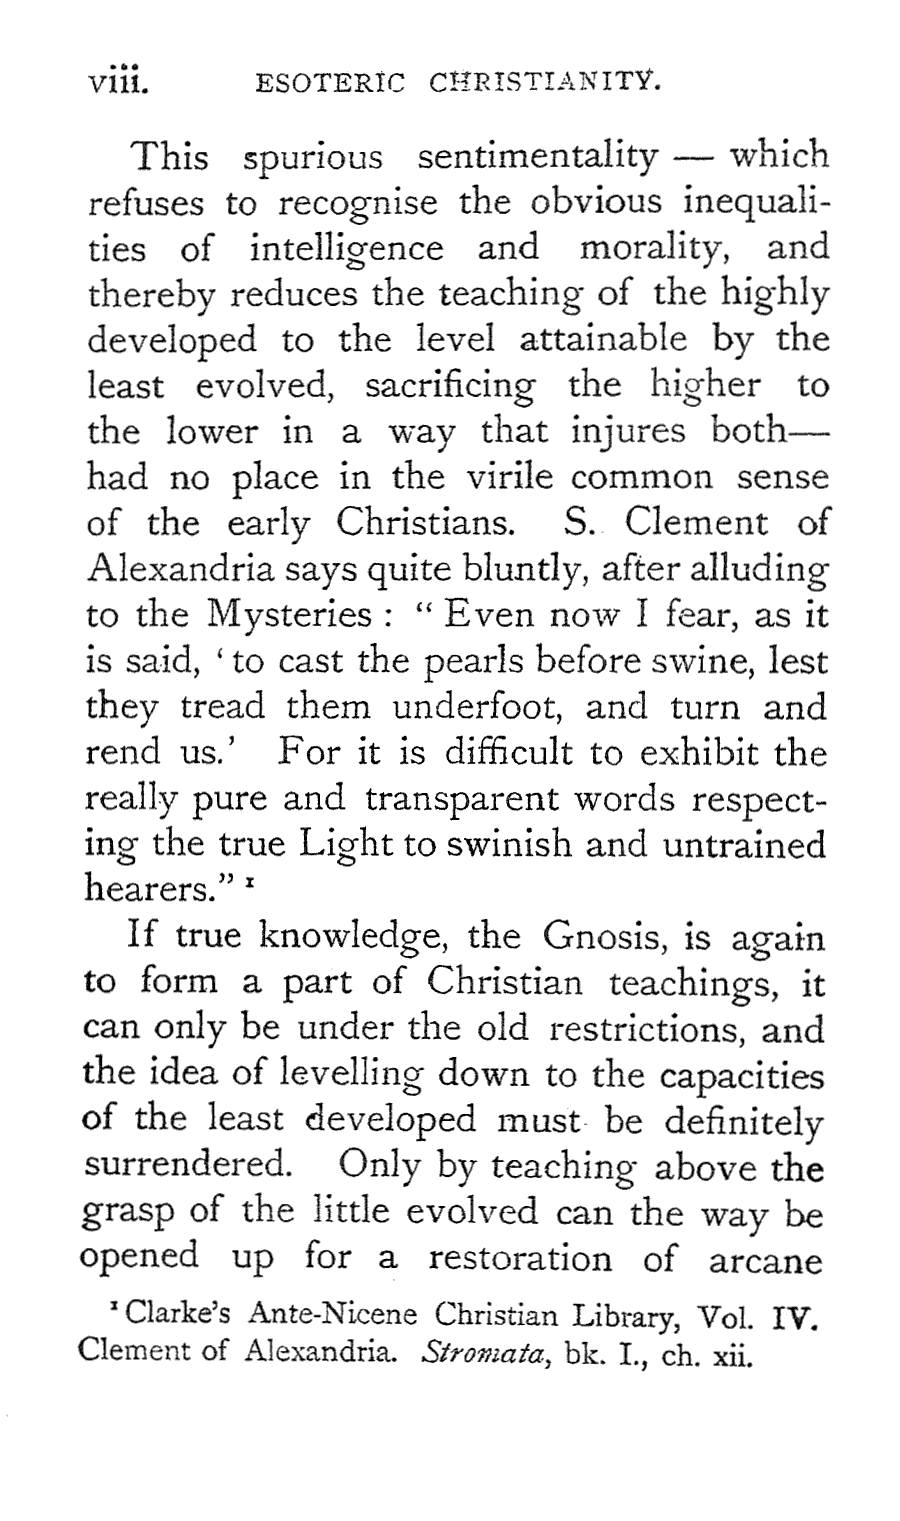 viii. ESOTERIC CHRISTIANITY.
This spurious sentimentality — which
refuses to recognise the obvious inequali-
ties of intelligence and morality, and
thereby reduces the teaching of the highly
developed to the level attainable by the
least evolved, sacrificing the higher to
the lower in a way that injures both—
had no place in the virile common sense
of the early Christians. S. Clement of
Alexandria says quite bluntly, after alluding
to the Mysteries : “ Even now I fear, as it
is said, ‘ to cast the pearls before swine, lest
they tread them underfoot, and turn and
rend us.’ For it is difficult to exhibit the
really pure and transparent words respect-
ing the true Light to swinish and untrained
hearers.” ¹
If true knowledge, the Gnosis, is again
to form a part of Christian teachings, it
can only be under the old restrictions, and
the idea of levelling down to the capacities
of the least developed must be definitely
surrendered. Only by teaching above the
grasp of the little evolved can the way be
opened up for a restoration of arcane
¹ Clarke’s Ante-Nicene Christian Library, Vol. IV.
Clement of Alexandria. Stromata, bk. I., ch. xii.